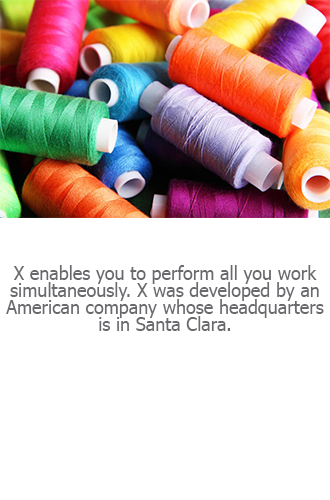 X enables you to perform all you work
simultaneously. X was developed by an
American company whose headquarters
is in Santa Clara.